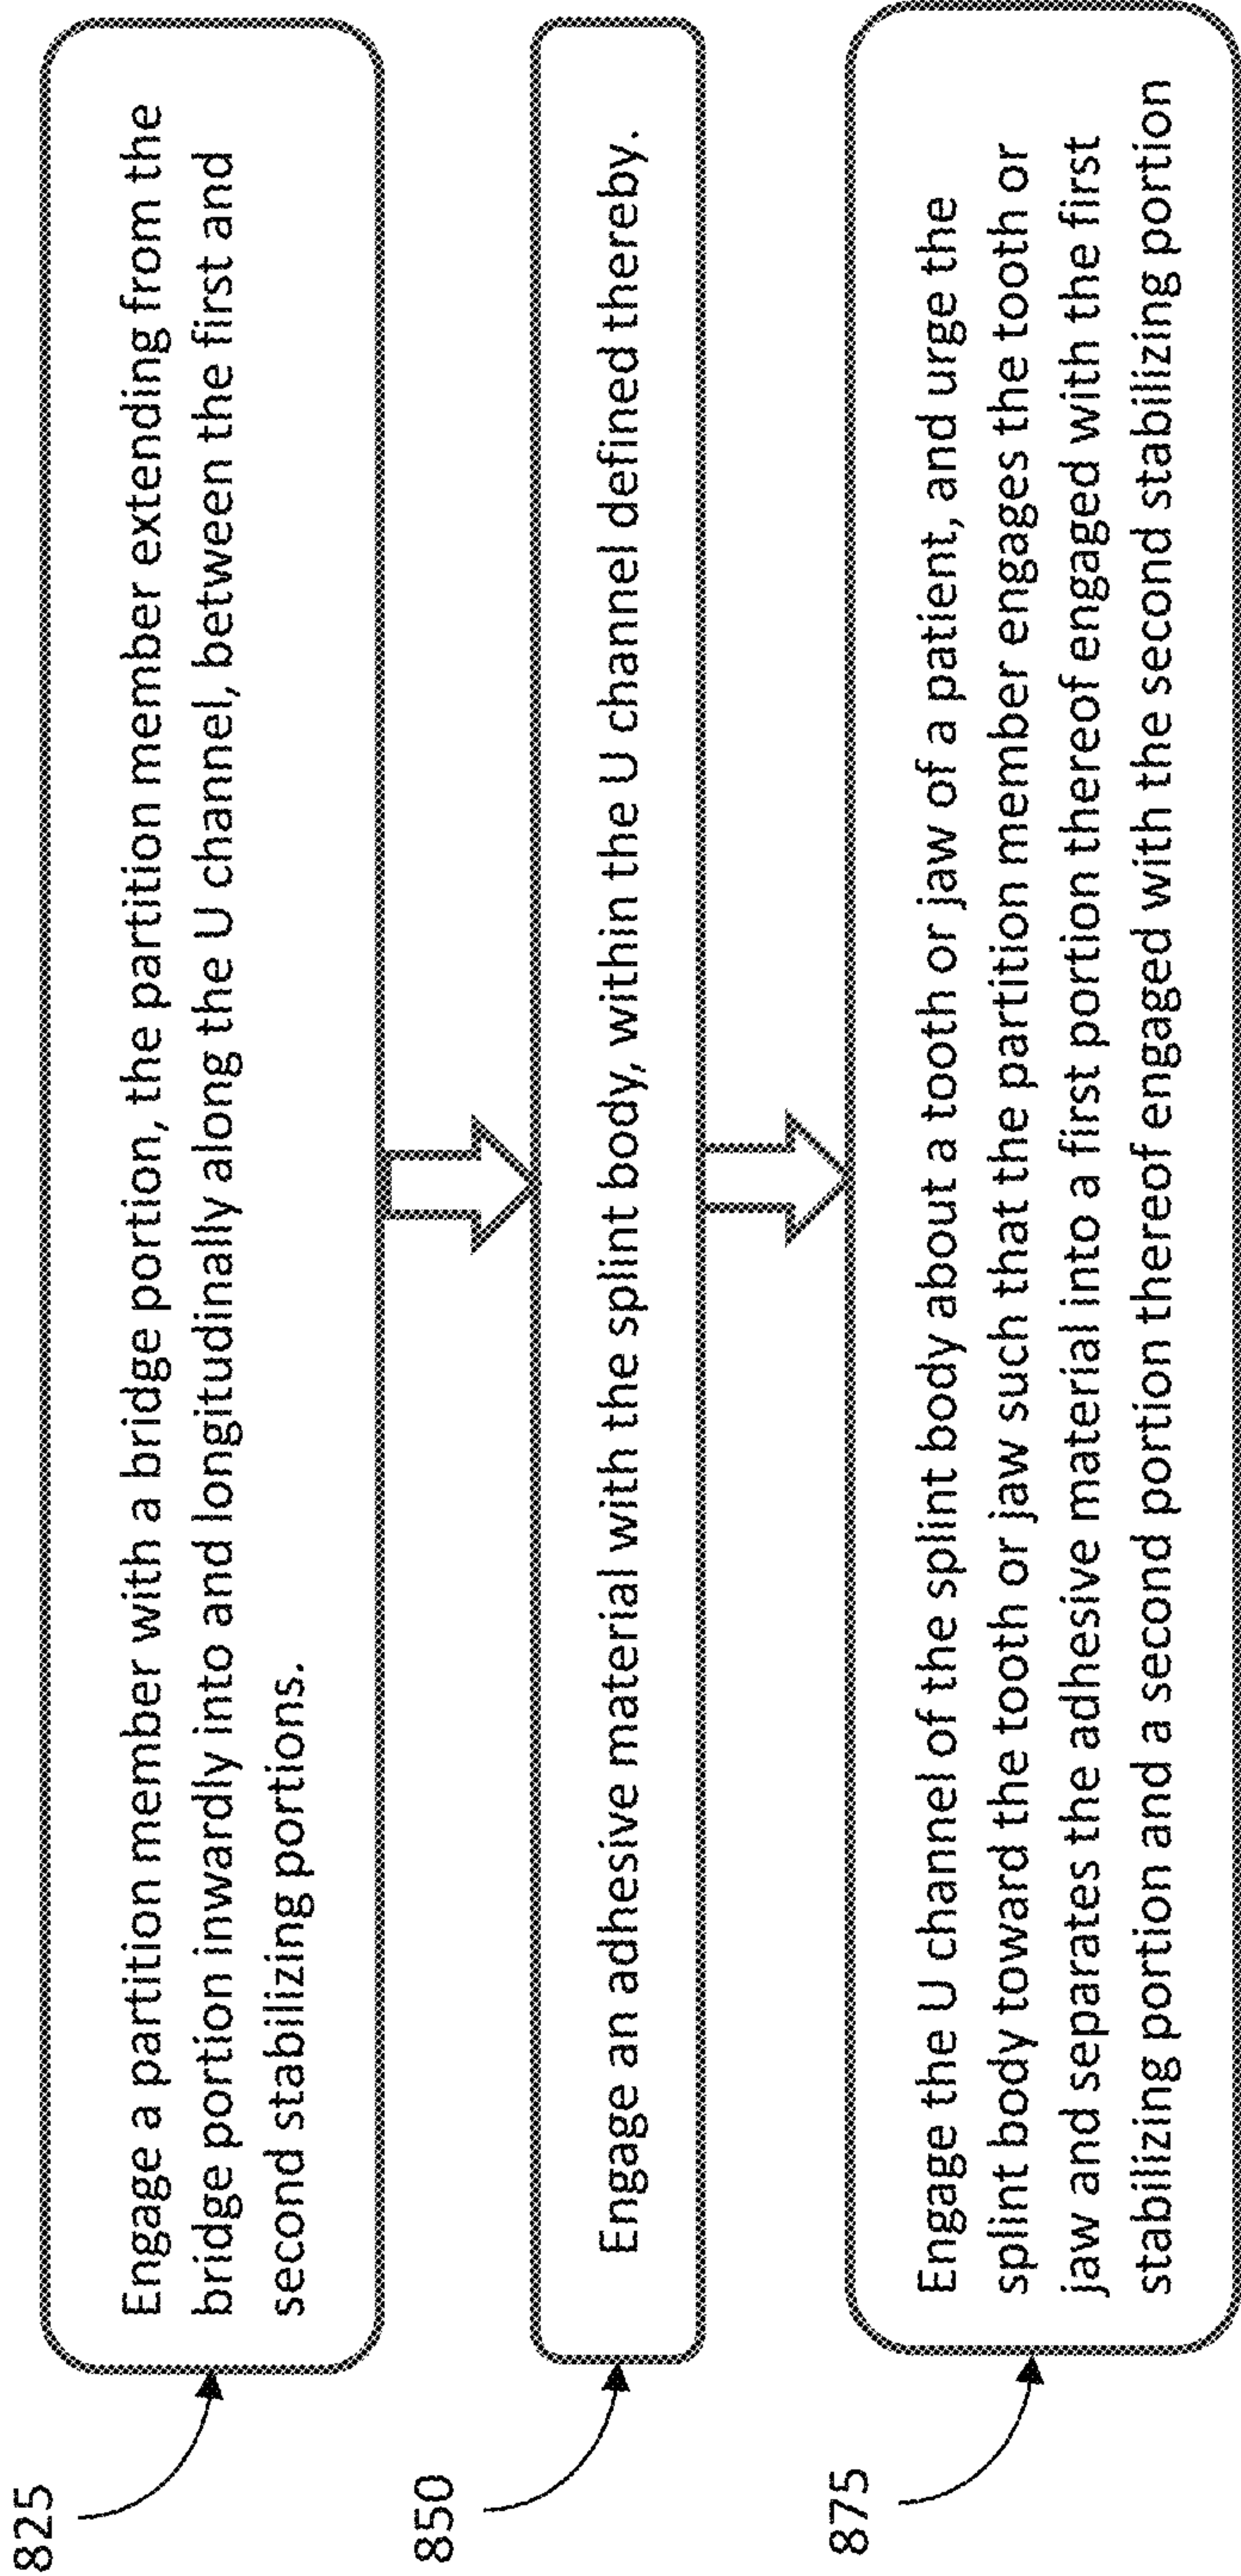 825
Engage a partition member with a bridge portion, the partition member extending from the
bridge portion inwardly into and longitudinally along the U channel, between the first and
second stabilizing portions.
850
Engage an adhesive material with the splint body, within the U channel defined thereby.
875
Engage the U channel of the splint body about a tooth or jaw of a patient, and urge the
splint body toward the tooth or jaw such that the partition member engages the tooth or
jaw and separates the adhesive material into a first portion thereof engaged with the first
stabilizing portion and a second portion thereof engaged with the second stabilizing portion